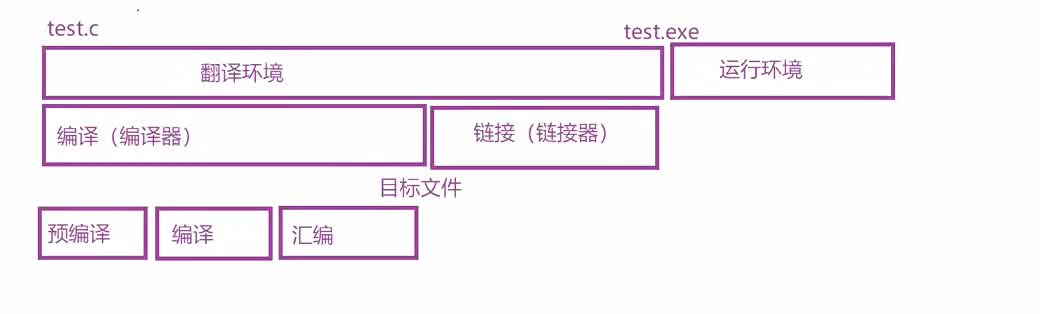 test.c
test.exe
翻译环境
运行环境
编译（编译器）
链接（链接器）
目标文件
预编译
编译
汇编